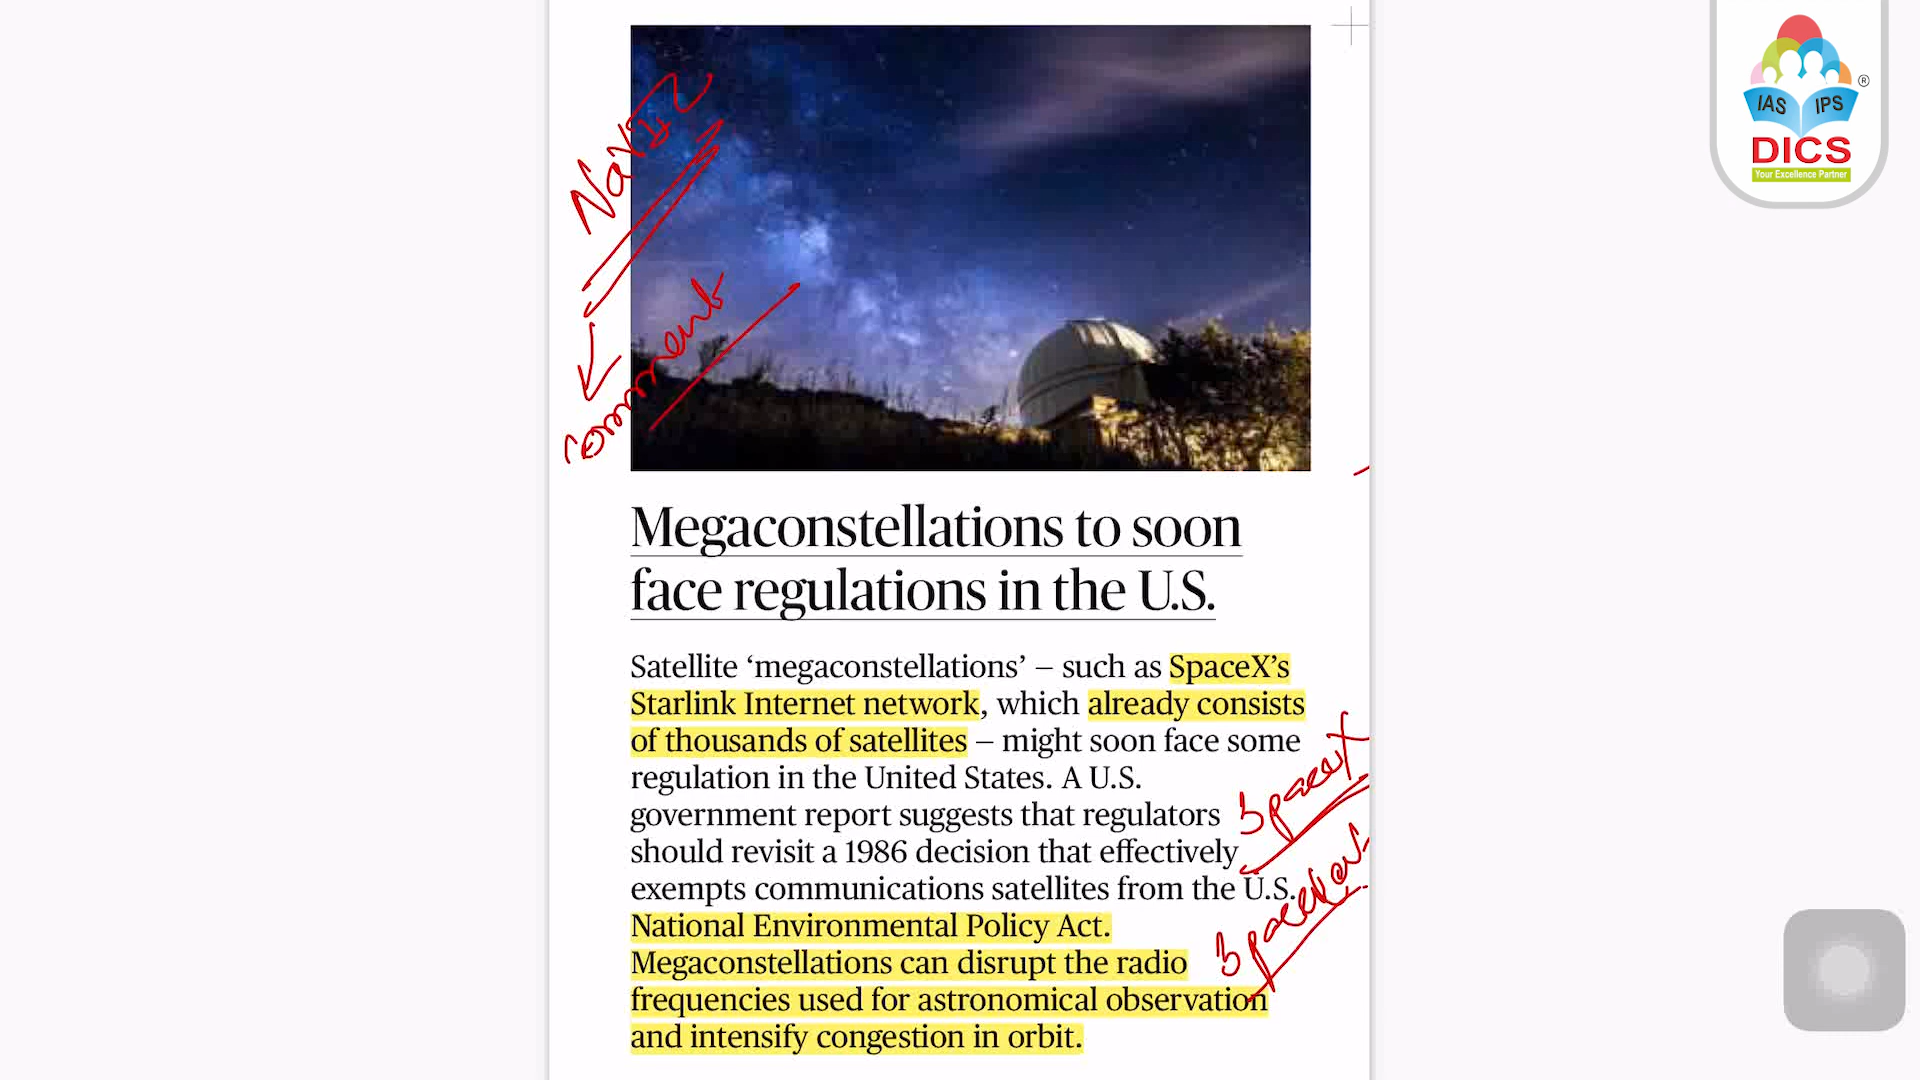 NaVIC
comment
IAS IPS
®
DICS
Your Excellence Partner
Megaconstellations to soon
face regulations in the U.S.
Satellite ‘megaconstellations’ – such as SpaceX’s
Starlink Internet network, which already consists
of thousands of satellites – might soon face some
regulation in the United States. A U.S.
government report suggests that regulators
should revisit a 1986 decision that effectively
exempts communications satellites from the U.S.
National Environmental Policy Act.
Megaconstellations can disrupt the radio
frequencies used for astronomical observation
and intensify congestion in orbit.
SpaceX